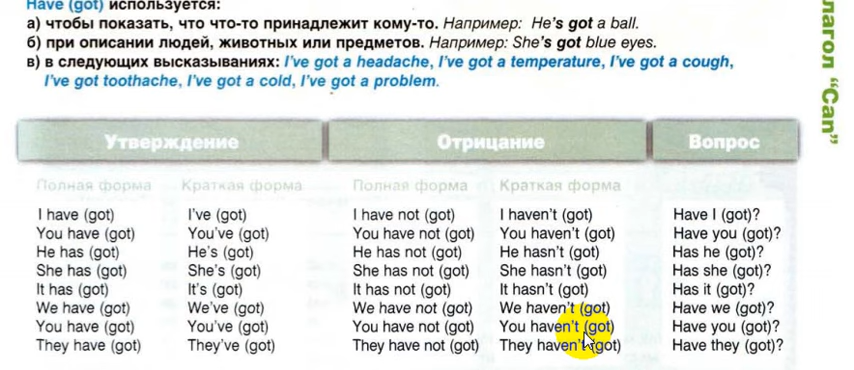 Have (got) используется:
а) чтобы показать, что что-то принадлежит кому-то. Например: He's got a ball.
б) при описании людей, животных или предметов. Например: She's got blue eyes.
в) в следующих высказываниях: I've got a headache, I've got a temperature, I've got a cough,
I've got toothache, I've got a cold, I've got a problem.
Утверждение Отрицание Вопрос
Полная форма Краткая форма Полная форма Краткая форма
I have (got) I've (got) I have not (got) I haven't (got) Have I (got)?
You have (got) You've (got) You have not (got) You haven't (got) Have you (got)?
He has (got) He's (got) He has not (got) He hasn't (got) Has he (got)?
She has (got) She's (got) She has not (got) She hasn't (got) Has she (got)?
It has (got) It's (got) It has not (got) It hasn't (got) Has it (got)?
We have (got) We've (got) We have not (got) We haven't (got) Have we (got)?
You have (got) You've (got) You have not (got) You haven't (got) Have you (got)?
They have (got) They've (got) They have not (got) They haven't (got) Have they (got)?
лагол "Can"